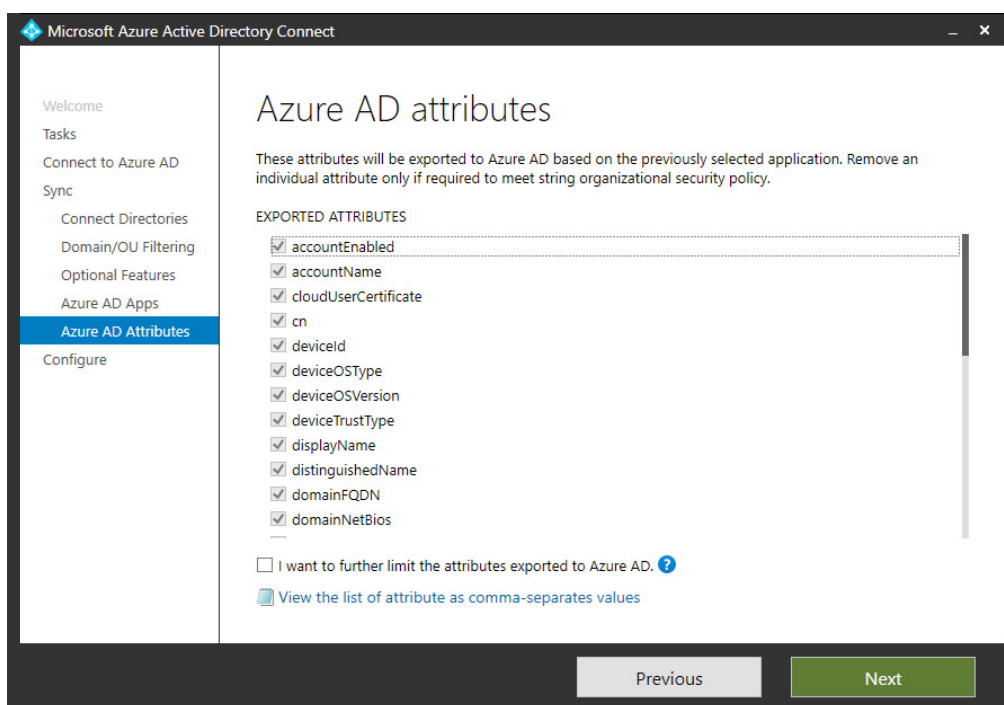 Microsoft Azure Active Directory Connect
Welcome
Tasks
Connect to Azure AD
Sync
Connect Directories
Domain/OU Filtering
Optional Features
Azure AD Apps
Azure AD Attributes
Configure
Azure AD attributes
These attributes will be exported to Azure AD based on the previously selected application. Remove an
individual attribute only if required to meet string organizational security policy.
EXPORTED ATTRIBUTES
accountEnabled
accountName
cloudUserCertificate
cn
deviceId
deviceOSType
deviceOSVersion
deviceTrustType
displayName
distinguishedName
domainFQDN
domainNetBios
I want to further limit the attributes exported to Azure AD. ?
View the list of attribute as comma-separates values
Previous
Next